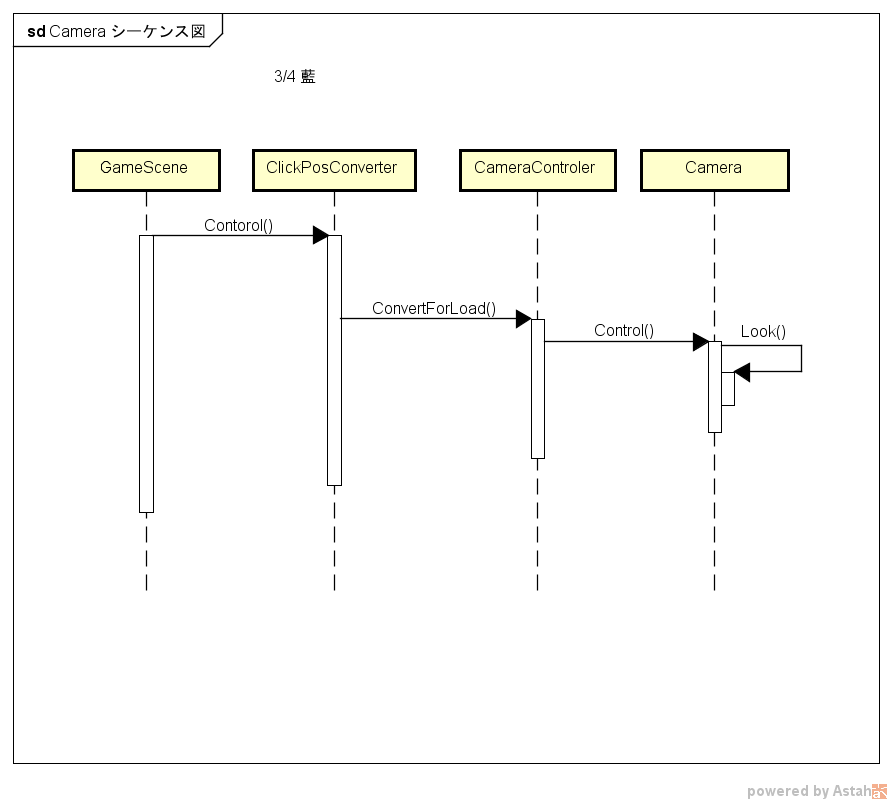 sd Camera シーケンス図
3/4 藍
GameScene
ClickPosConverter
CameraControler
Camera
Contorol()
ConvertForLoad()
Control()
Look()
powered by Astah